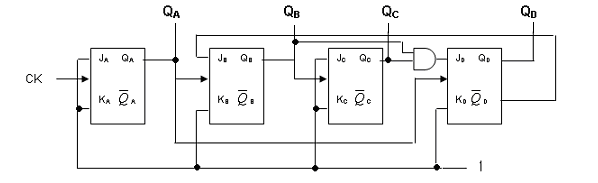 QA QB QC QD
JA QA JB QB JC QC JD QD
CK
KA Q̅A KB Q̅B KC Q̅C KD Q̅D
1